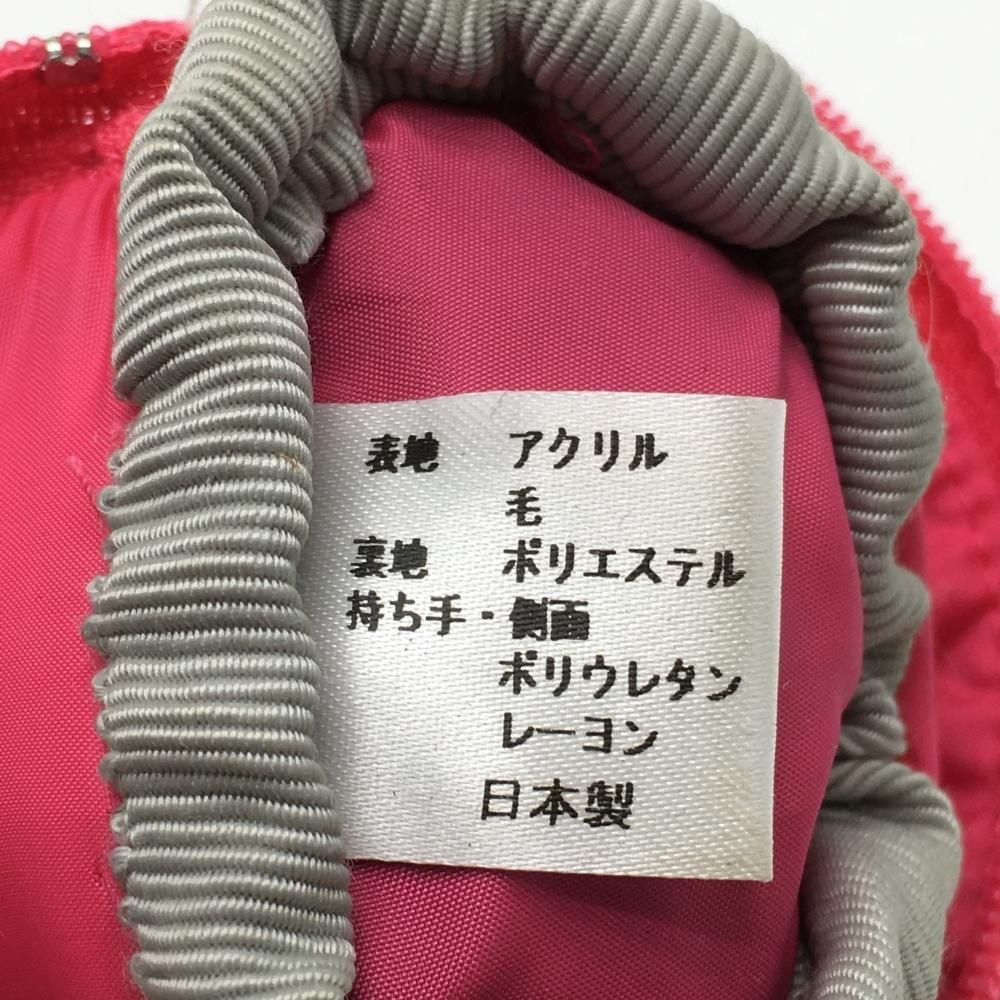 表地 アクリル
毛
裏地 ポリエステル
持ち手・側面
ポリウレタン
レーヨン
日本製